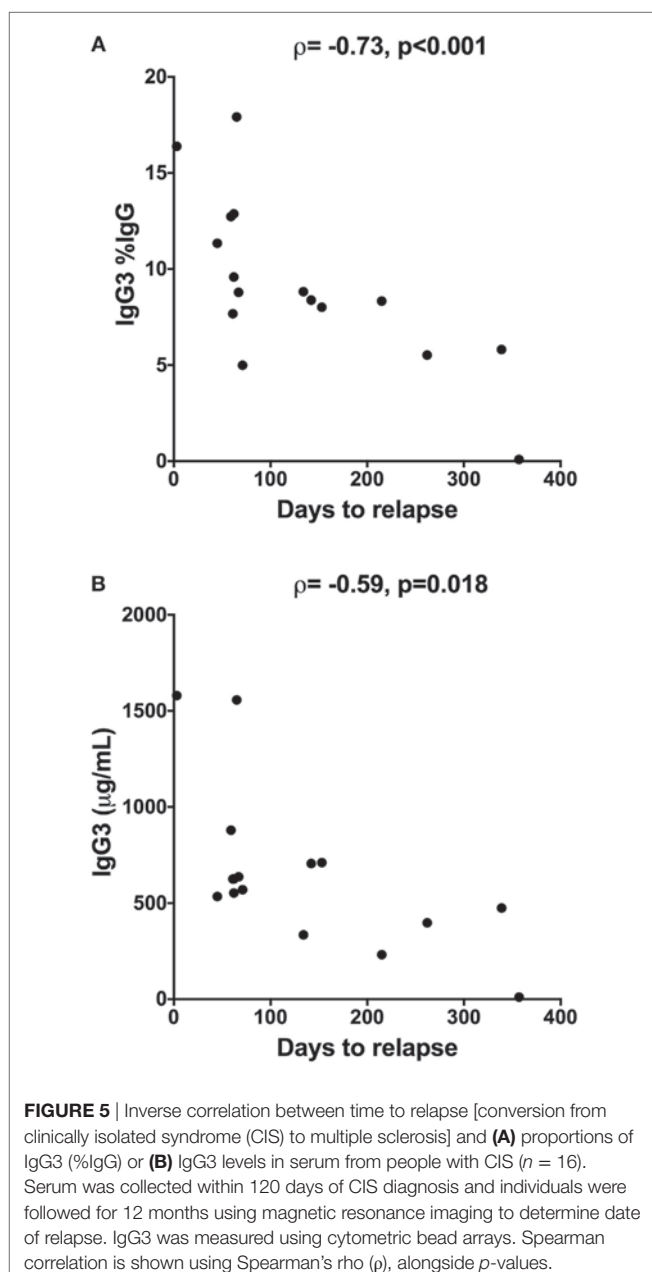 A
ρ= -0.73, p<0.001
20
15
10
5
0
IgG3 %IgG
0 100 200 300 400
Days to relapse
B
ρ= -0.59, p=0.018
2000
1500
1000
500
0
IgG3 (μg/mL)
0 100 200 300 400
Days to relapse
FIGURE 5 | Inverse correlation between time to relapse [conversion from
clinically isolated syndrome (CIS) to multiple sclerosis] and (A) proportions of
IgG3 (%IgG) or (B) IgG3 levels in serum from people with CIS (n = 16).
Serum was collected within 120 days of CIS diagnosis and individuals were
followed for 12 months using magnetic resonance imaging to determine date
of relapse. IgG3 was measured using cytometric bead arrays. Spearman
correlation is shown using Spearman's rho (ρ), alongside p-values.